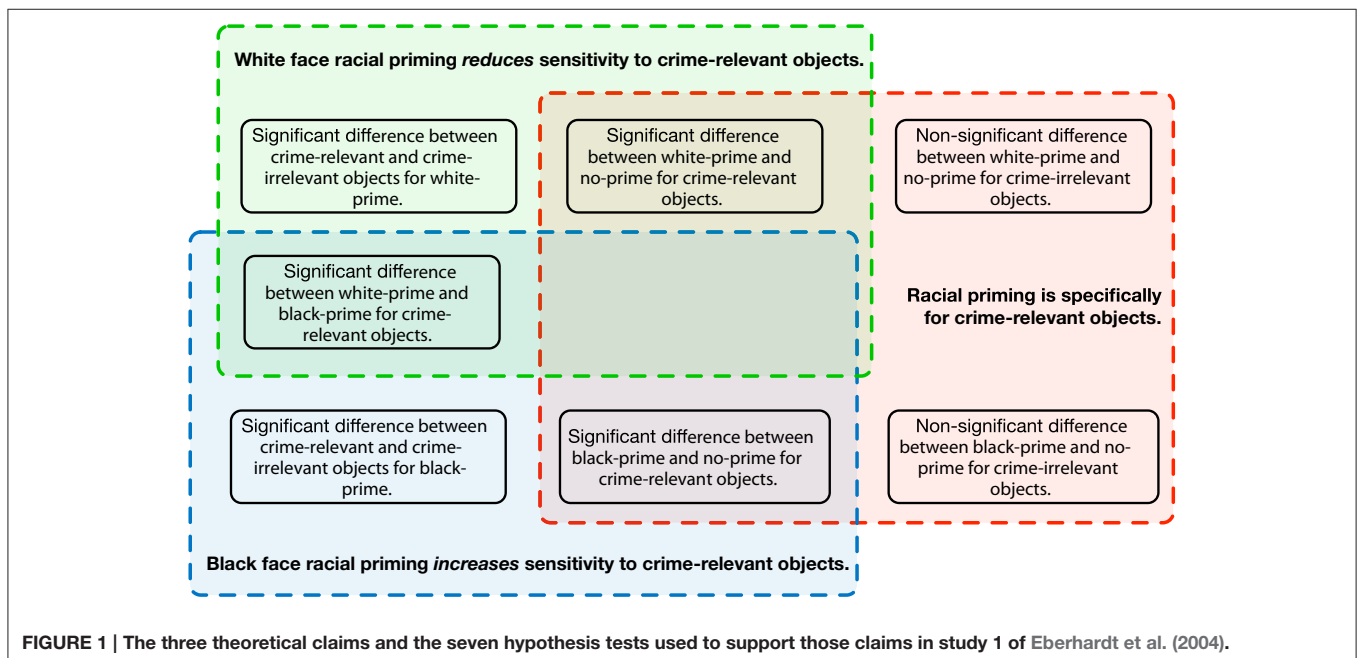 White face racial priming reduces sensitivity to crime-relevant objects.
Significant difference between
crime-relevant and crime-
irrelevant objects for white-
prime.
Significant difference
between white-prime and
no-prime for crime-relevant
objects.
Non-significant difference
between white-prime and
no-prime for crime-irrelevant
objects.
Significant difference
between white-prime and
black-prime for crime-
relevant objects.
Racial priming is specifically
for crime-relevant objects.
Significant difference between
crime-relevant and crime-
irrelevant objects for black-
prime.
Significant difference between
black-prime and no-prime for
crime-relevant objects.
Non-significant difference
between black-prime and no-
prime for crime-irrelevant
objects.
Black face racial priming increases sensitivity to crime-relevant objects.
FIGURE 1 | The three theoretical claims and the seven hypothesis tests used to support those claims in study 1 of Eberhardt et al. (2004).